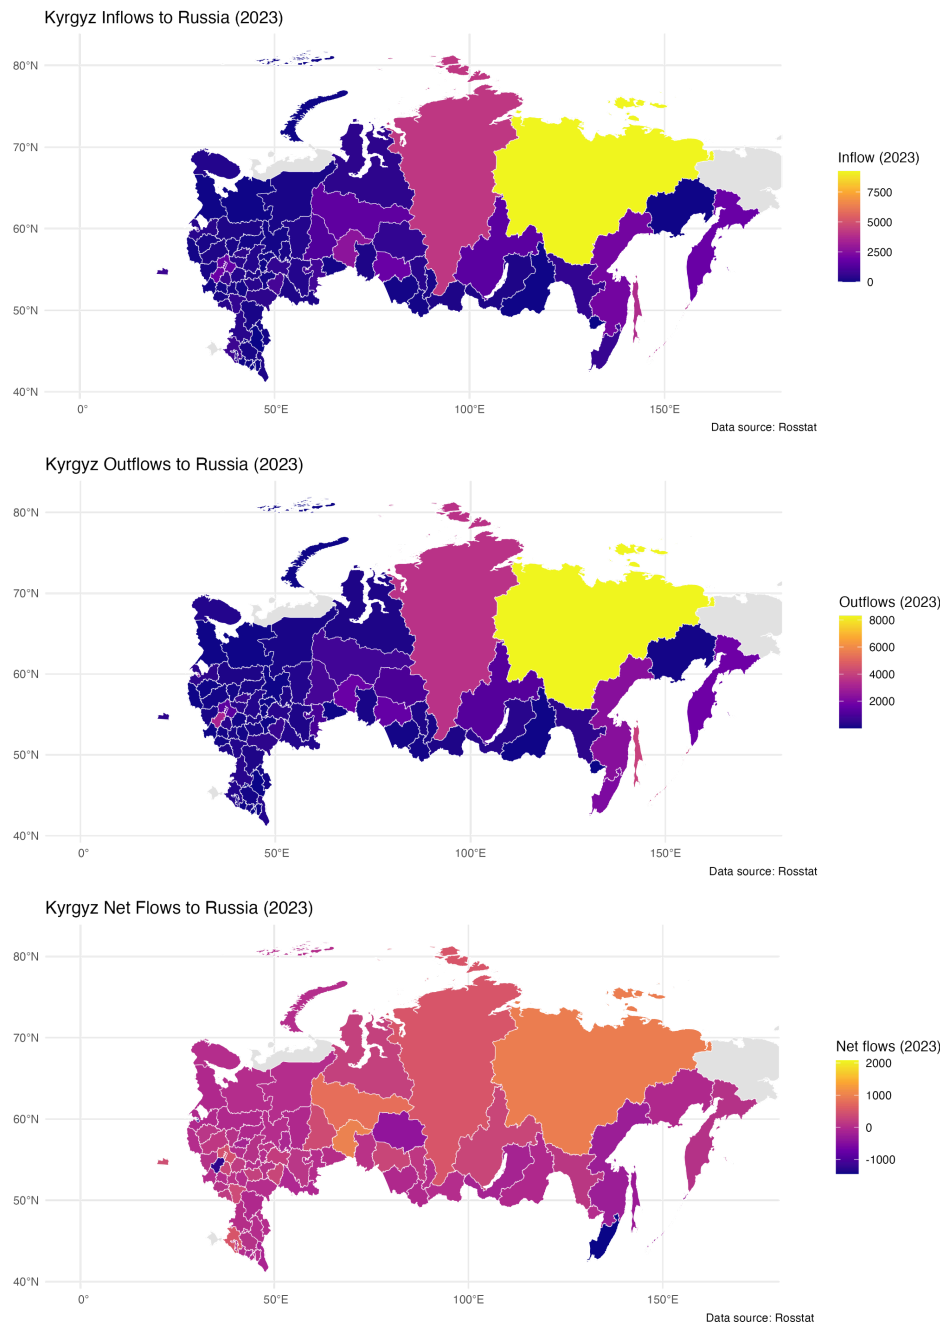 Kyrgyz Inflows to Russia (2023)
80°N
70°N
60°N
50°N
40°N
0°
50°E
100°E
150°E
Inflow (2023)
7500
5000
2500
0
Data source: Rosstat
Kyrgyz Outflows to Russia (2023)
80°N
70°N
60°N
50°N
40°N
0°
50°E
100°E
150°E
Outflows (2023)
8000
6000
4000
2000
Data source: Rosstat
Kyrgyz Net Flows to Russia (2023)
80°N
70°N
60°N
50°N
40°N
0°
50°E
100°E
150°E
Net flows (2023)
2000
1000
0
-1000
Data source: Rosstat